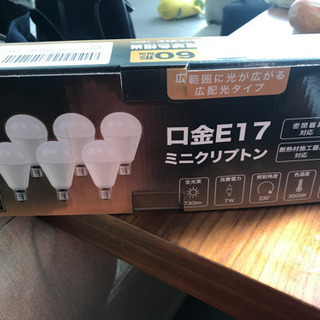 60形
広範囲に光が広がる
広配光タイプ
口金E17
ミニクリプトン
密閉器具
対応
断熱材施工器具
対応
全光束
消費電力
照射角度
色温度
730lm
7W
230°
3000K